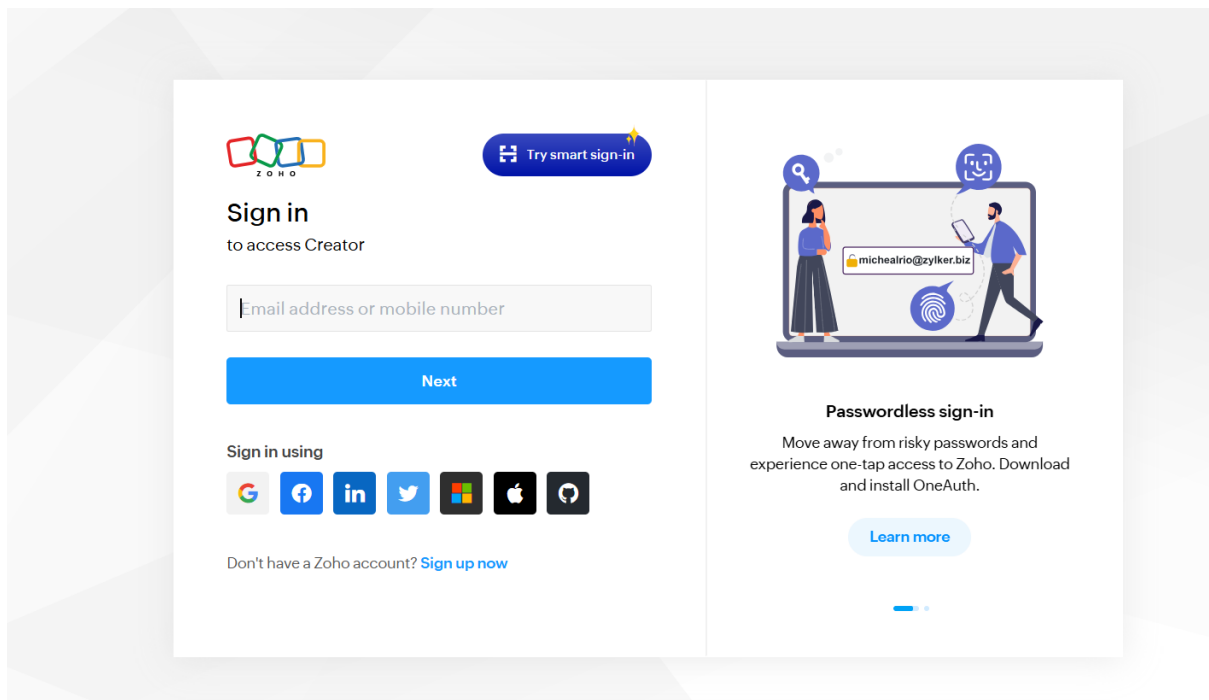 ZOHO
Try smart sign-in
Sign in
to access Creator
Email address or mobile number
Next
Sign in using
Don't have a Zoho account? Sign up now
michealrio@zylker.biz
Passwordless sign-in
Move away from risky passwords and
experience one-tap access to Zoho. Download
and install OneAuth.
Learn more